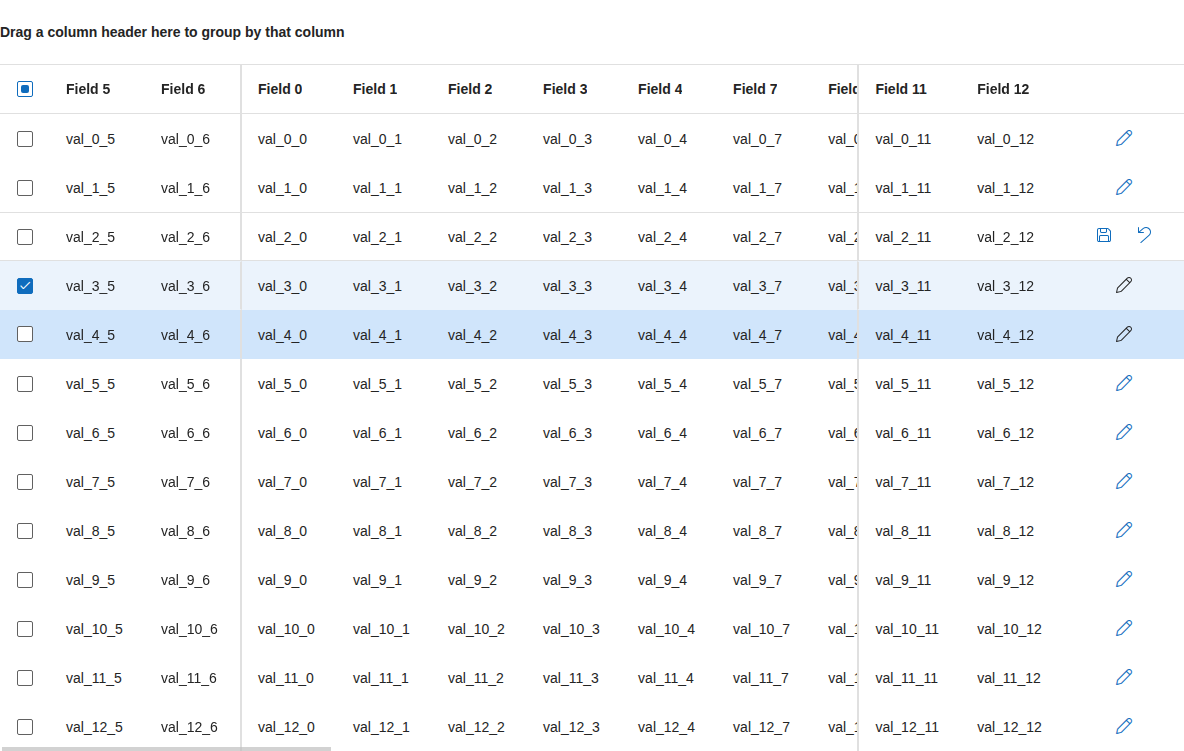 Drag a column header here to group by that column
Field 5 Field 6 Field 0 Field 1 Field 2 Field 3 Field 4 Field 7 Field 11 Field 12
val_0_5 val_0_6 val_0_0 val_0_1 val_0_2 val_0_3 val_0_4 val_0_7 val_0_11 val_0_12
val_1_5 val_1_6 val_1_0 val_1_1 val_1_2 val_1_3 val_1_4 val_1_7 val_1_11 val_1_12
val_2_5 val_2_6 val_2_0 val_2_1 val_2_2 val_2_3 val_2_4 val_2_7 val_2_11 val_2_12
val_3_5 val_3_6 val_3_0 val_3_1 val_3_2 val_3_3 val_3_4 val_3_7 val_3_11 val_3_12
val_4_5 val_4_6 val_4_0 val_4_1 val_4_2 val_4_3 val_4_4 val_4_7 val_4_11 val_4_12
val_5_5 val_5_6 val_5_0 val_5_1 val_5_2 val_5_3 val_5_4 val_5_7 val_5_11 val_5_12
val_6_5 val_6_6 val_6_0 val_6_1 val_6_2 val_6_3 val_6_4 val_6_7 val_6_11 val_6_12
val_7_5 val_7_6 val_7_0 val_7_1 val_7_2 val_7_3 val_7_4 val_7_7 val_7_11 val_7_12
val_8_5 val_8_6 val_8_0 val_8_1 val_8_2 val_8_3 val_8_4 val_8_7 val_8_11 val_8_12
val_9_5 val_9_6 val_9_0 val_9_1 val_9_2 val_9_3 val_9_4 val_9_7 val_9_11 val_9_12
val_10_5 val_10_6 val_10_0 val_10_1 val_10_2 val_10_3 val_10_4 val_10_7 val_10_11 val_10_12
val_11_5 val_11_6 val_11_0 val_11_1 val_11_2 val_11_3 val_11_4 val_11_7 val_11_11 val_11_12
val_12_5 val_12_6 val_12_0 val_12_1 val_12_2 val_12_3 val_12_4 val_12_7 val_12_11 val_12_12